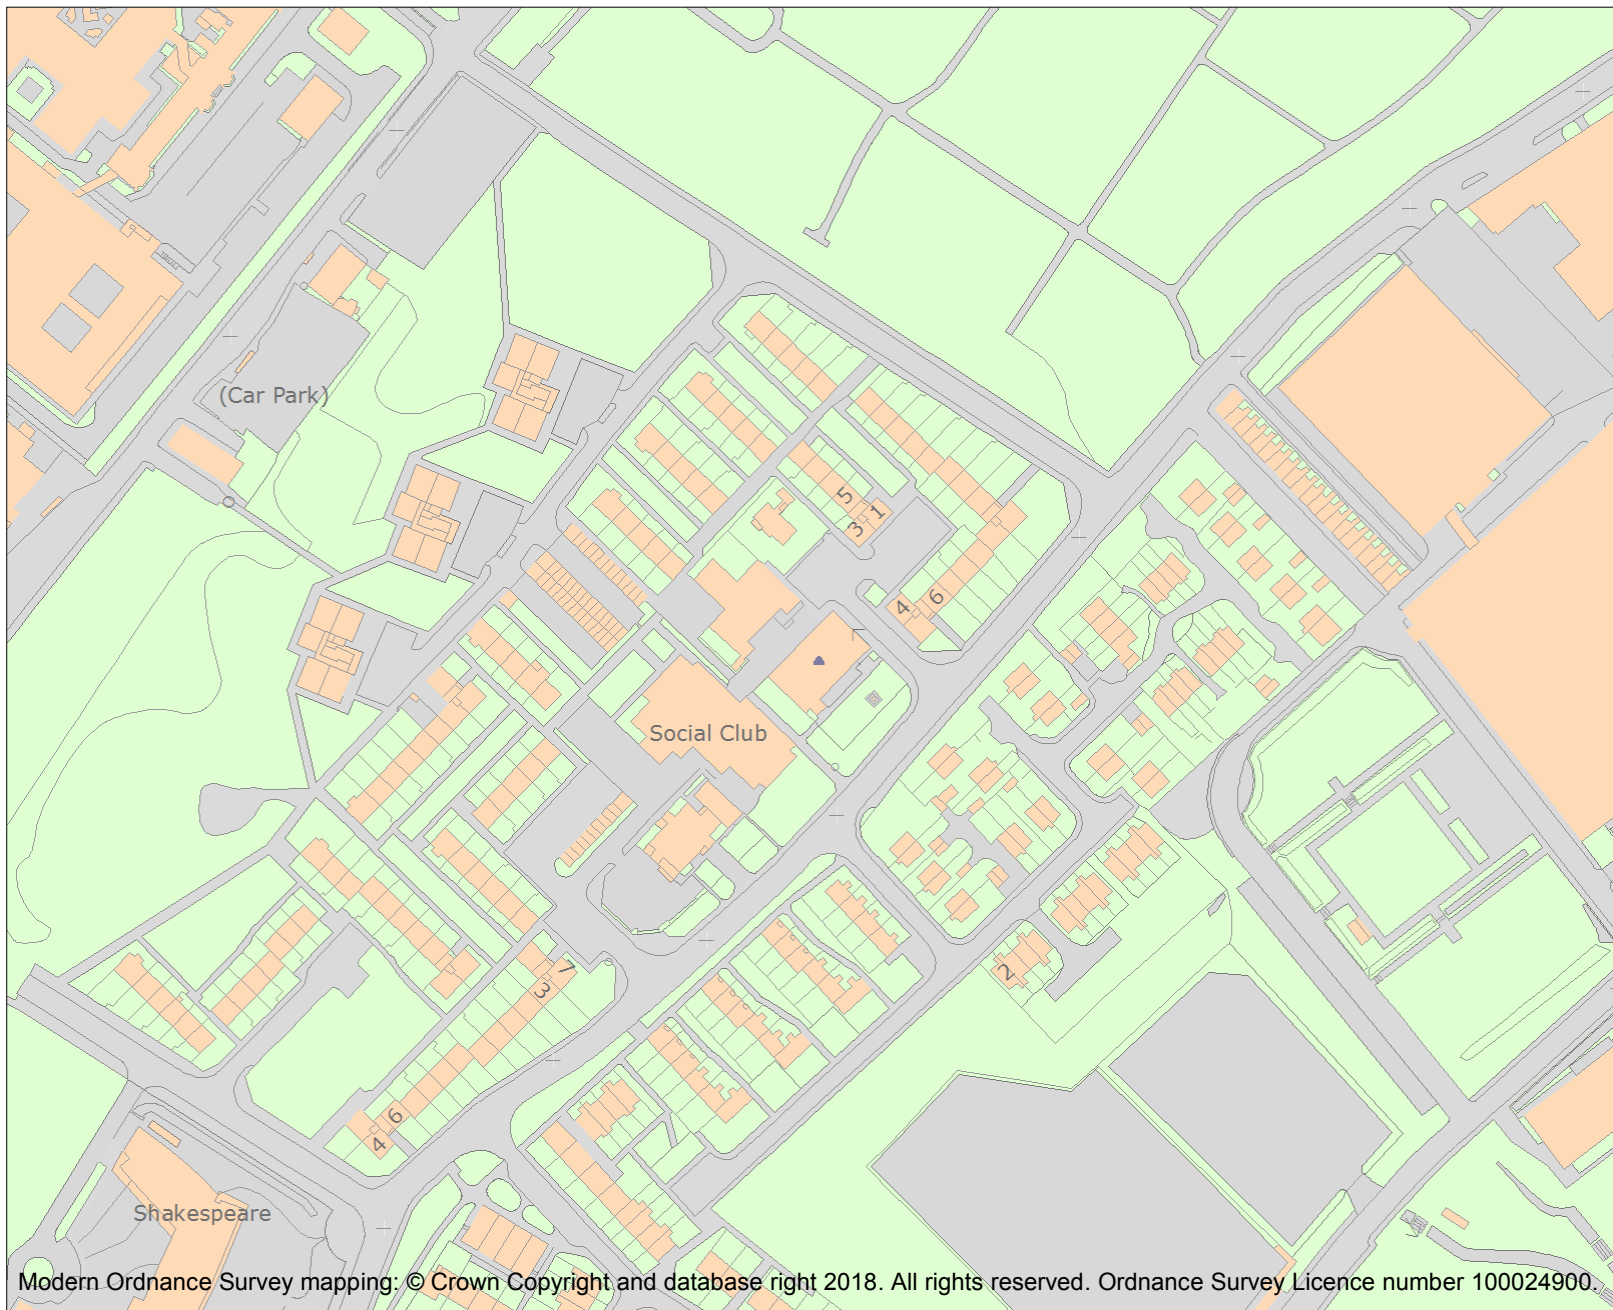 (Car Park)
5
1
3
4
6
Social Club
7
3
2
6
4
Shakespeare
Modern Ordnance Survey mapping: © Crown Copyright and database right 2018. All rights reserved. Ordnance Survey Licence number 100024900.